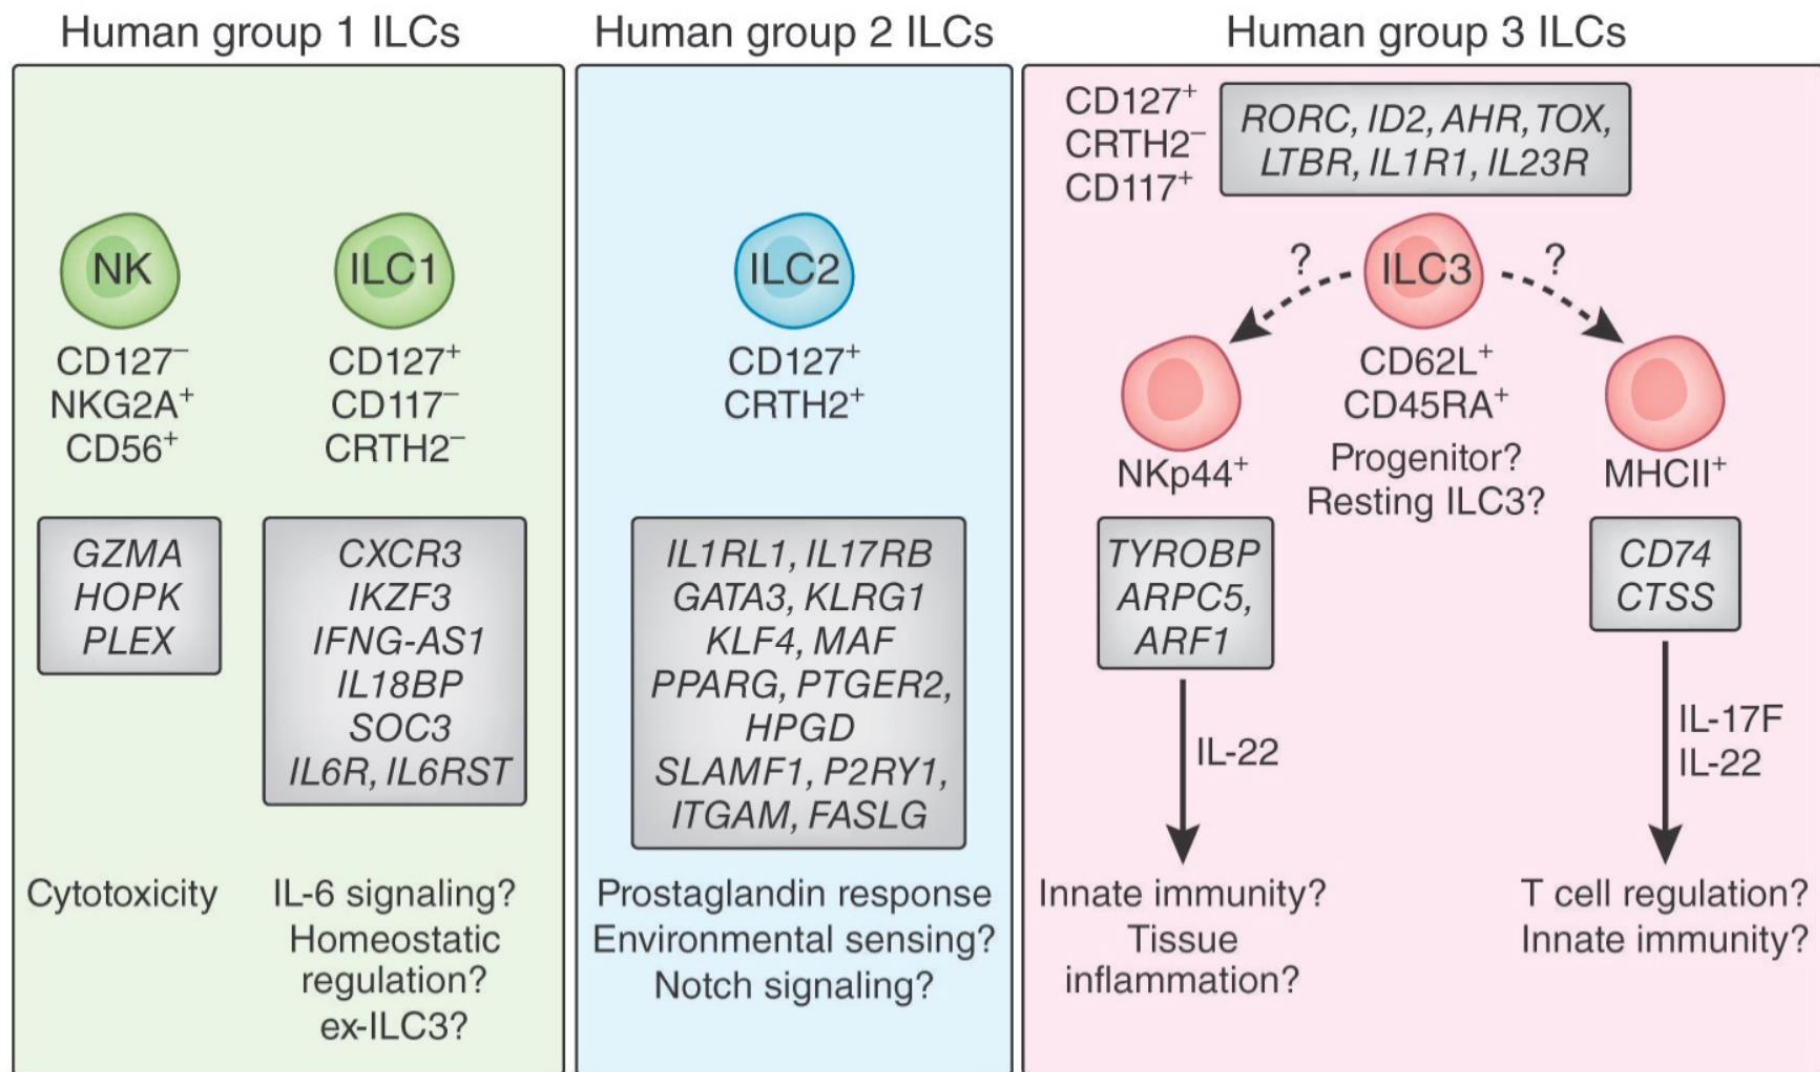 Human group 1 ILCs
NK
CD127⁻
NKG2A⁺
CD56⁺
GZMA
HOPK
PLEX
Cytotoxicity
ILC1
CD127⁺
CD117⁻
CRTH2⁻
CXCR3
IKZF3
IFNG-AS1
IL18BP
SOC3
IL6R, IL6RST
IL-6 signaling?
Homeostatic
regulation?
ex-ILC3?
Human group 2 ILCs
ILC2
CD127⁺
CRTH2⁺
IL1RL1, IL17RB
GATA3, KLRG1
KLF4, MAF
PPARG, PTGER2,
HPGD
SLAMF1, P2RY1,
ITGAM, FASLG
Prostaglandin response
Environmental sensing?
Notch signaling?
Human group 3 ILCs
CD127⁺
CRTH2⁻
CD117⁺
RORC, ID2, AHR, TOX,
LTBR, IL1R1, IL23R
?
ILC3
?
CD62L⁺
CD45RA⁺
Progenitor?
Resting ILC3?
NKp44⁺
TYROBP
ARPC5,
ARF1
IL-22
Innate immunity?
Tissue
inflammation?
MHCII⁺
CD74
CTSS
IL-17F
IL-22
T cell regulation?
Innate immunity?